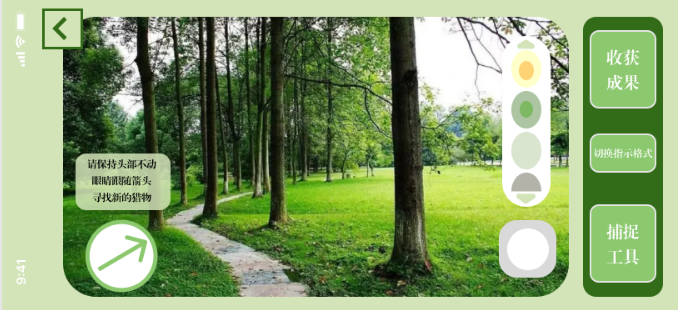 9:41
请保持头部不动
眼睛跟随箭头
寻找新的猎物
收获
成果
切换指示格式
捕捉
工具